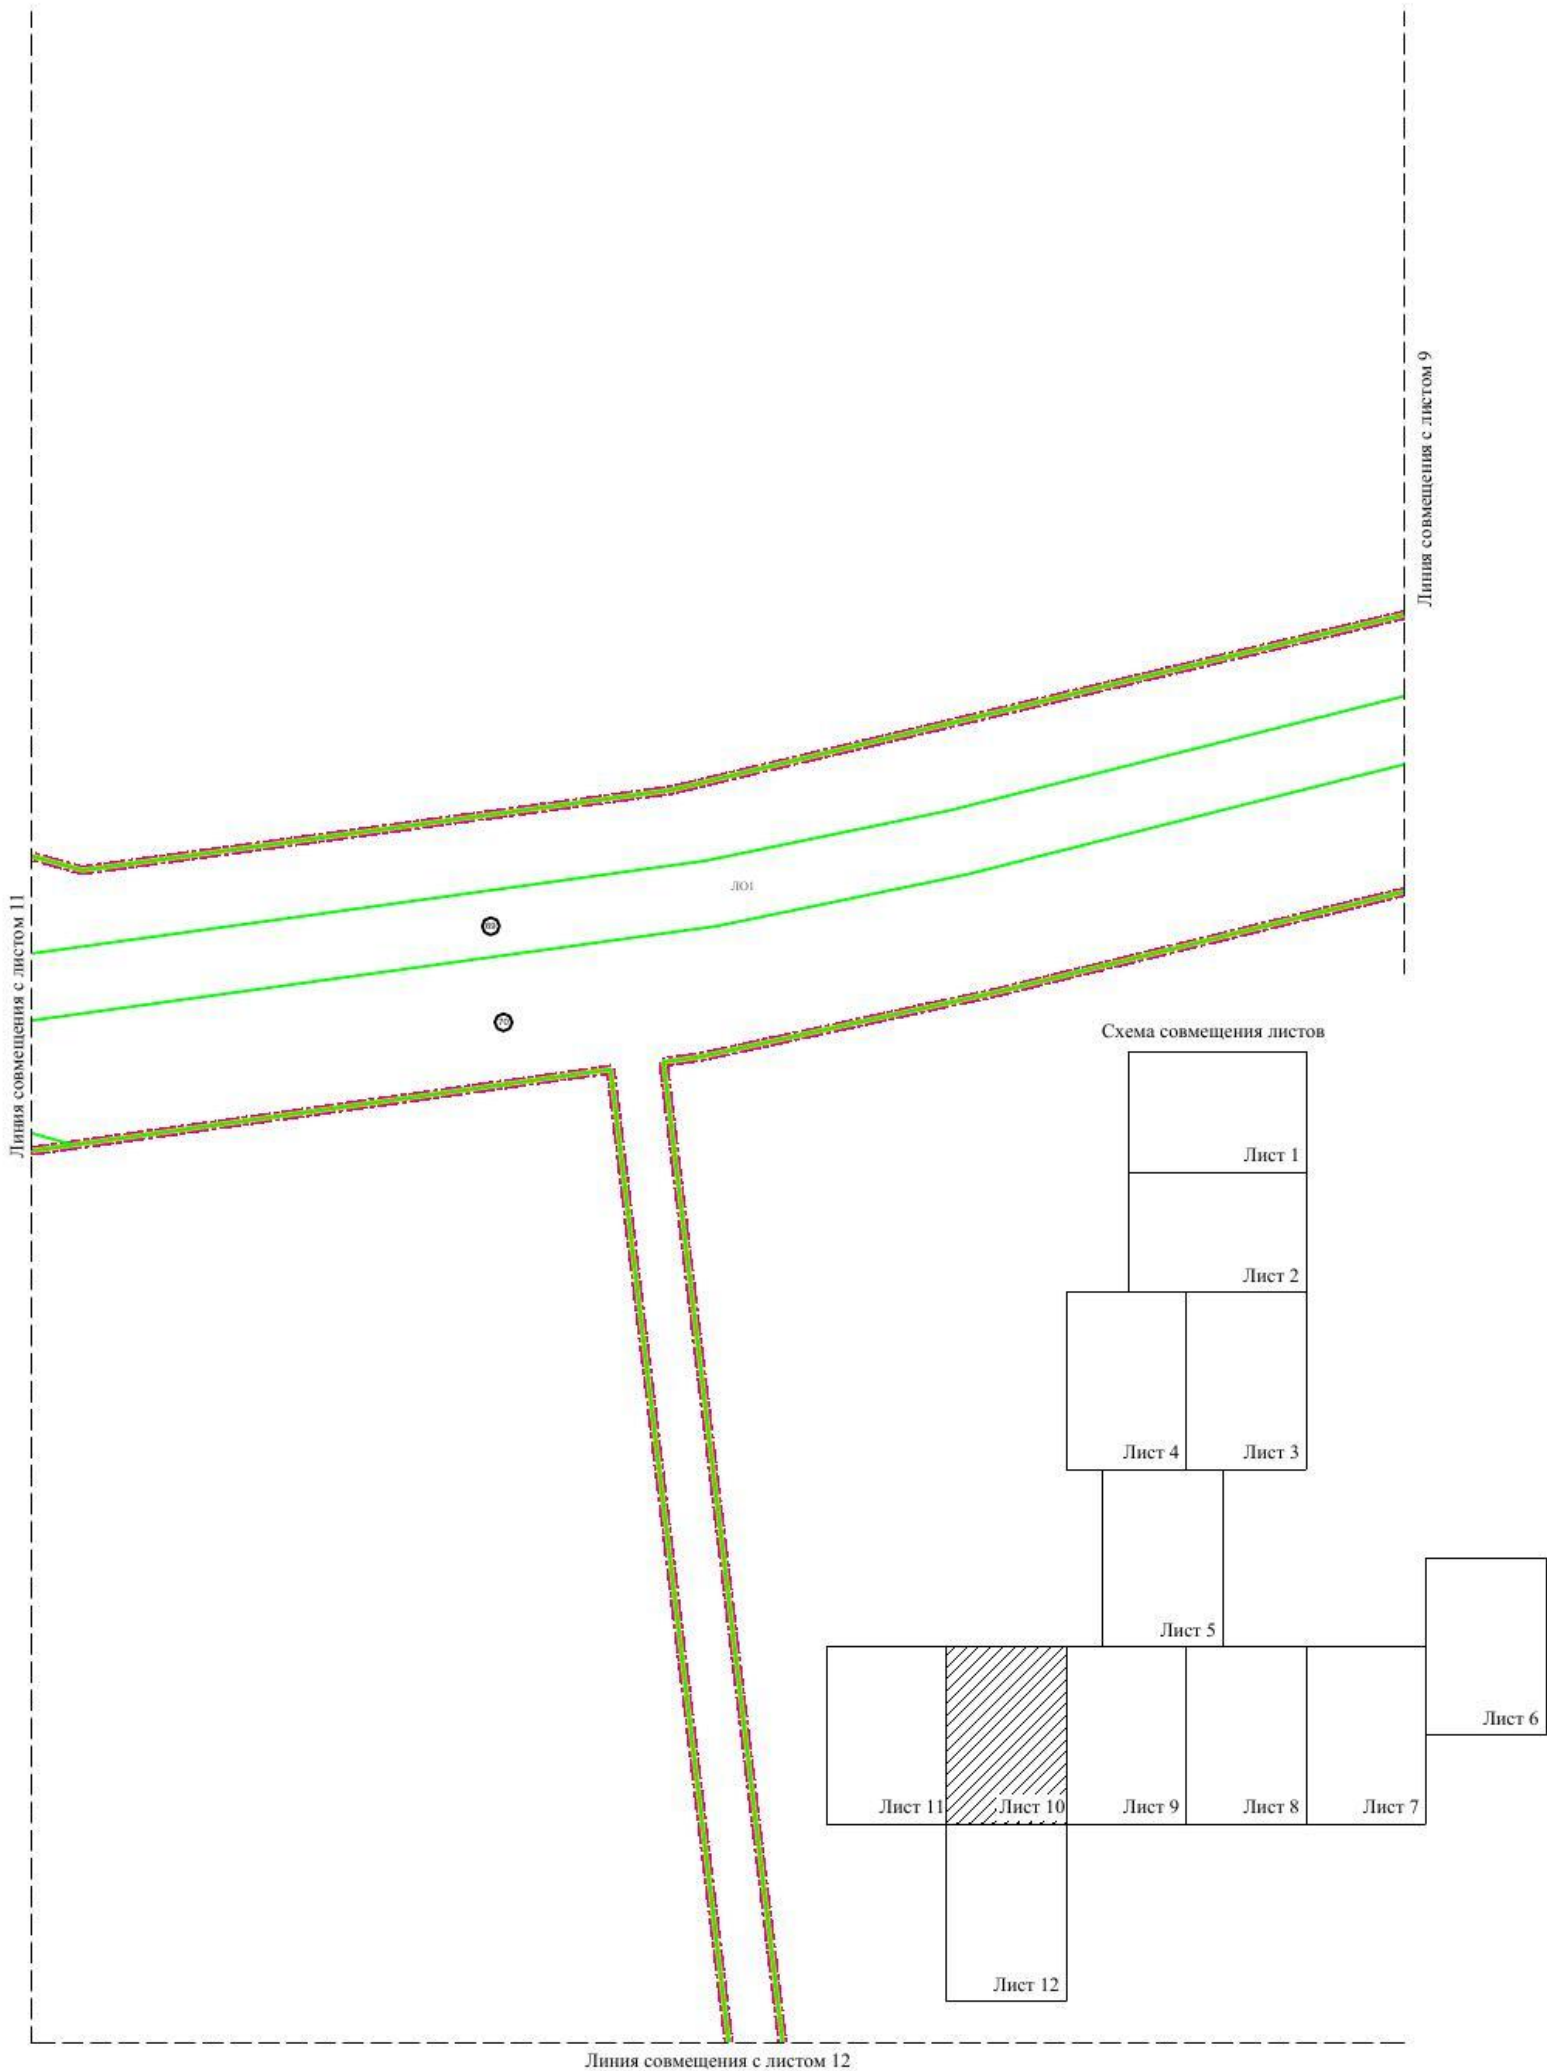 Линия совмещения с листом 9
ЛО1
Линия совмещения с листом 11
70
Схема совмещения листов
Лист 1
Лист 2
Лист 4
Лист 3
Лист 5
Лист 6
Лист 11
Лист 10
Лист 9
Лист 8
Лист 7
Лист 12
Линия совмещения с листом 12